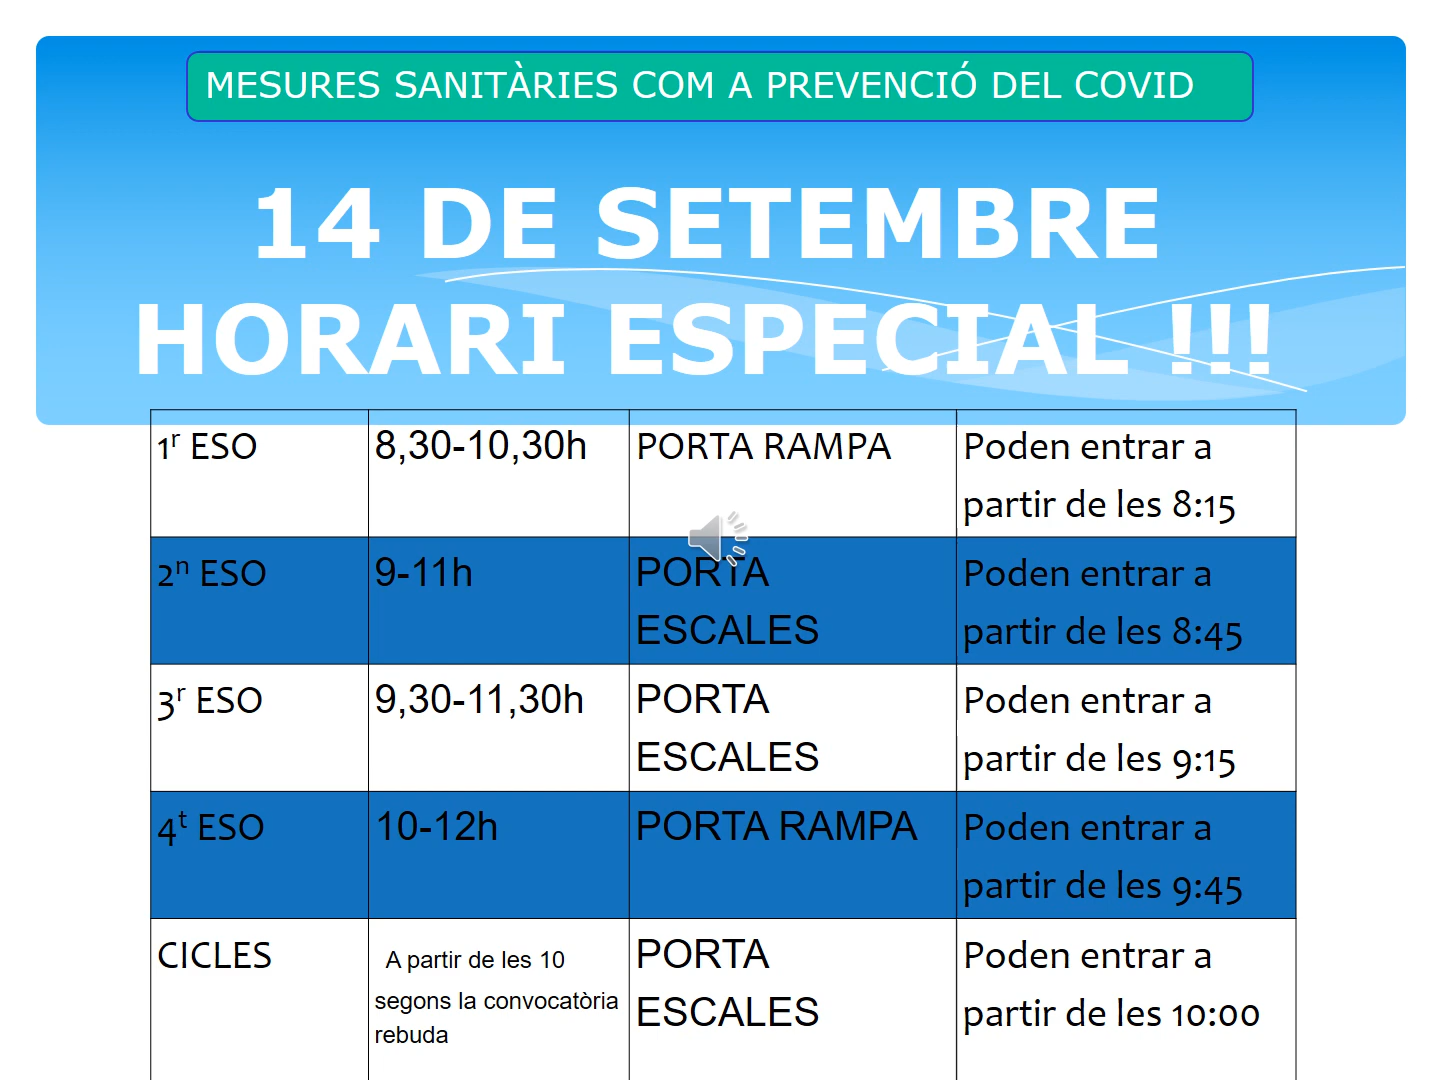 MESURES SANITÀRIES COM A PREVENCIÓ DEL COVID
14 DE SETEMBRE
HORARI ESPECIAL !!!
1r ESO
8,30-10,30h
PORTA RAMPA
Poden entrar a
partir de les 8:15
2n ESO
9-11h
PORTA
ESCALES
Poden entrar a
partir de les 8:45
3r ESO
9,30-11,30h
PORTA
ESCALES
Poden entrar a
partir de les 9:15
4t ESO
10-12h
PORTA RAMPA
Poden entrar a
partir de les 9:45
CICLES
A partir de les 10
segons la convocatòria
rebuda
PORTA
ESCALES
Poden entrar a
partir de les 10:00